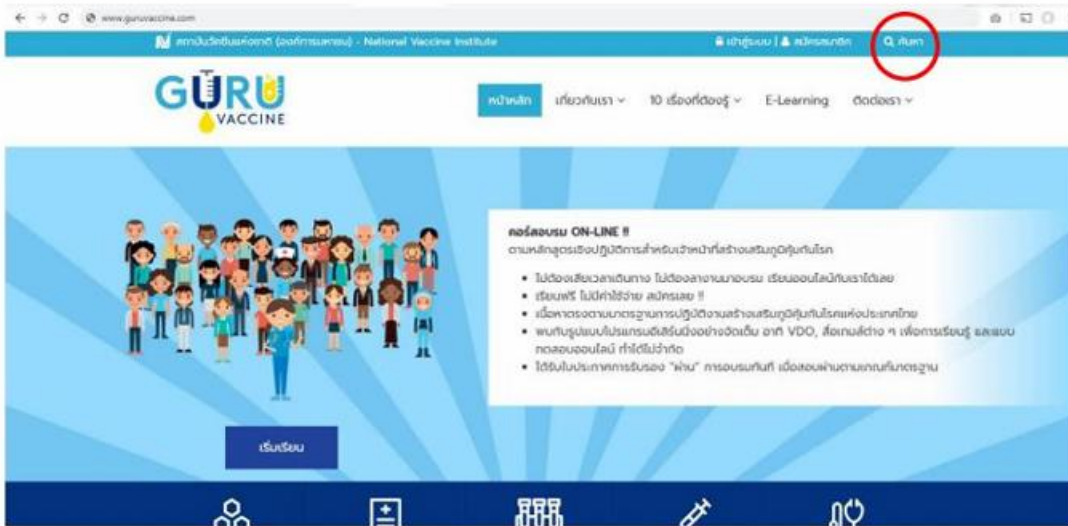 www.guruvaccine.com
สถาบันวัคซีนแห่งชาติ (องค์การมหาชน) - National Vaccine Institute
เข้าสู่ระบบ | สมัครสมาชิก
ค้นหา
GURU
VACCINE
หน้าหลัก
เกี่ยวกับเรา
10 เรื่องที่ต้องรู้
E-Learning
ติดต่อเรา
คอร์สอบรม ON-LINE !!
ตามหลักสูตรเชิงปฏิบัติการสำหรับเจ้าหน้าที่สร้างเสริมภูมิคุ้มกันโรค
ไม่ต้องเสียเวลาเดินทาง ไม่ต้องลางานมาอบรม เรียนออนไลน์กับเราได้เลย
เรียนฟรี ไม่มีค่าใช้จ่าย สมัครเลย !!
เนื้อหาตรงตามมาตรฐานการปฏิบัติงานสร้างเสริมภูมิคุ้มกันโรคแห่งประเทศไทย
พบกับรูปแบบโปรแกรมอีเลิร์นนิ่งอย่างจัดเต็ม อาทิ VDO, สื่อเกมส์ต่าง ๆ เพื่อการเรียนรู้ และแบบ
ทดสอบออนไลน์ ทำได้ไม่จำกัด
ได้รับใบประกาศการรับรอง "ผ่าน" การอบรมทันที เมื่อสอบผ่านตามเกณฑ์มาตรฐาน
เริ่มเรียน